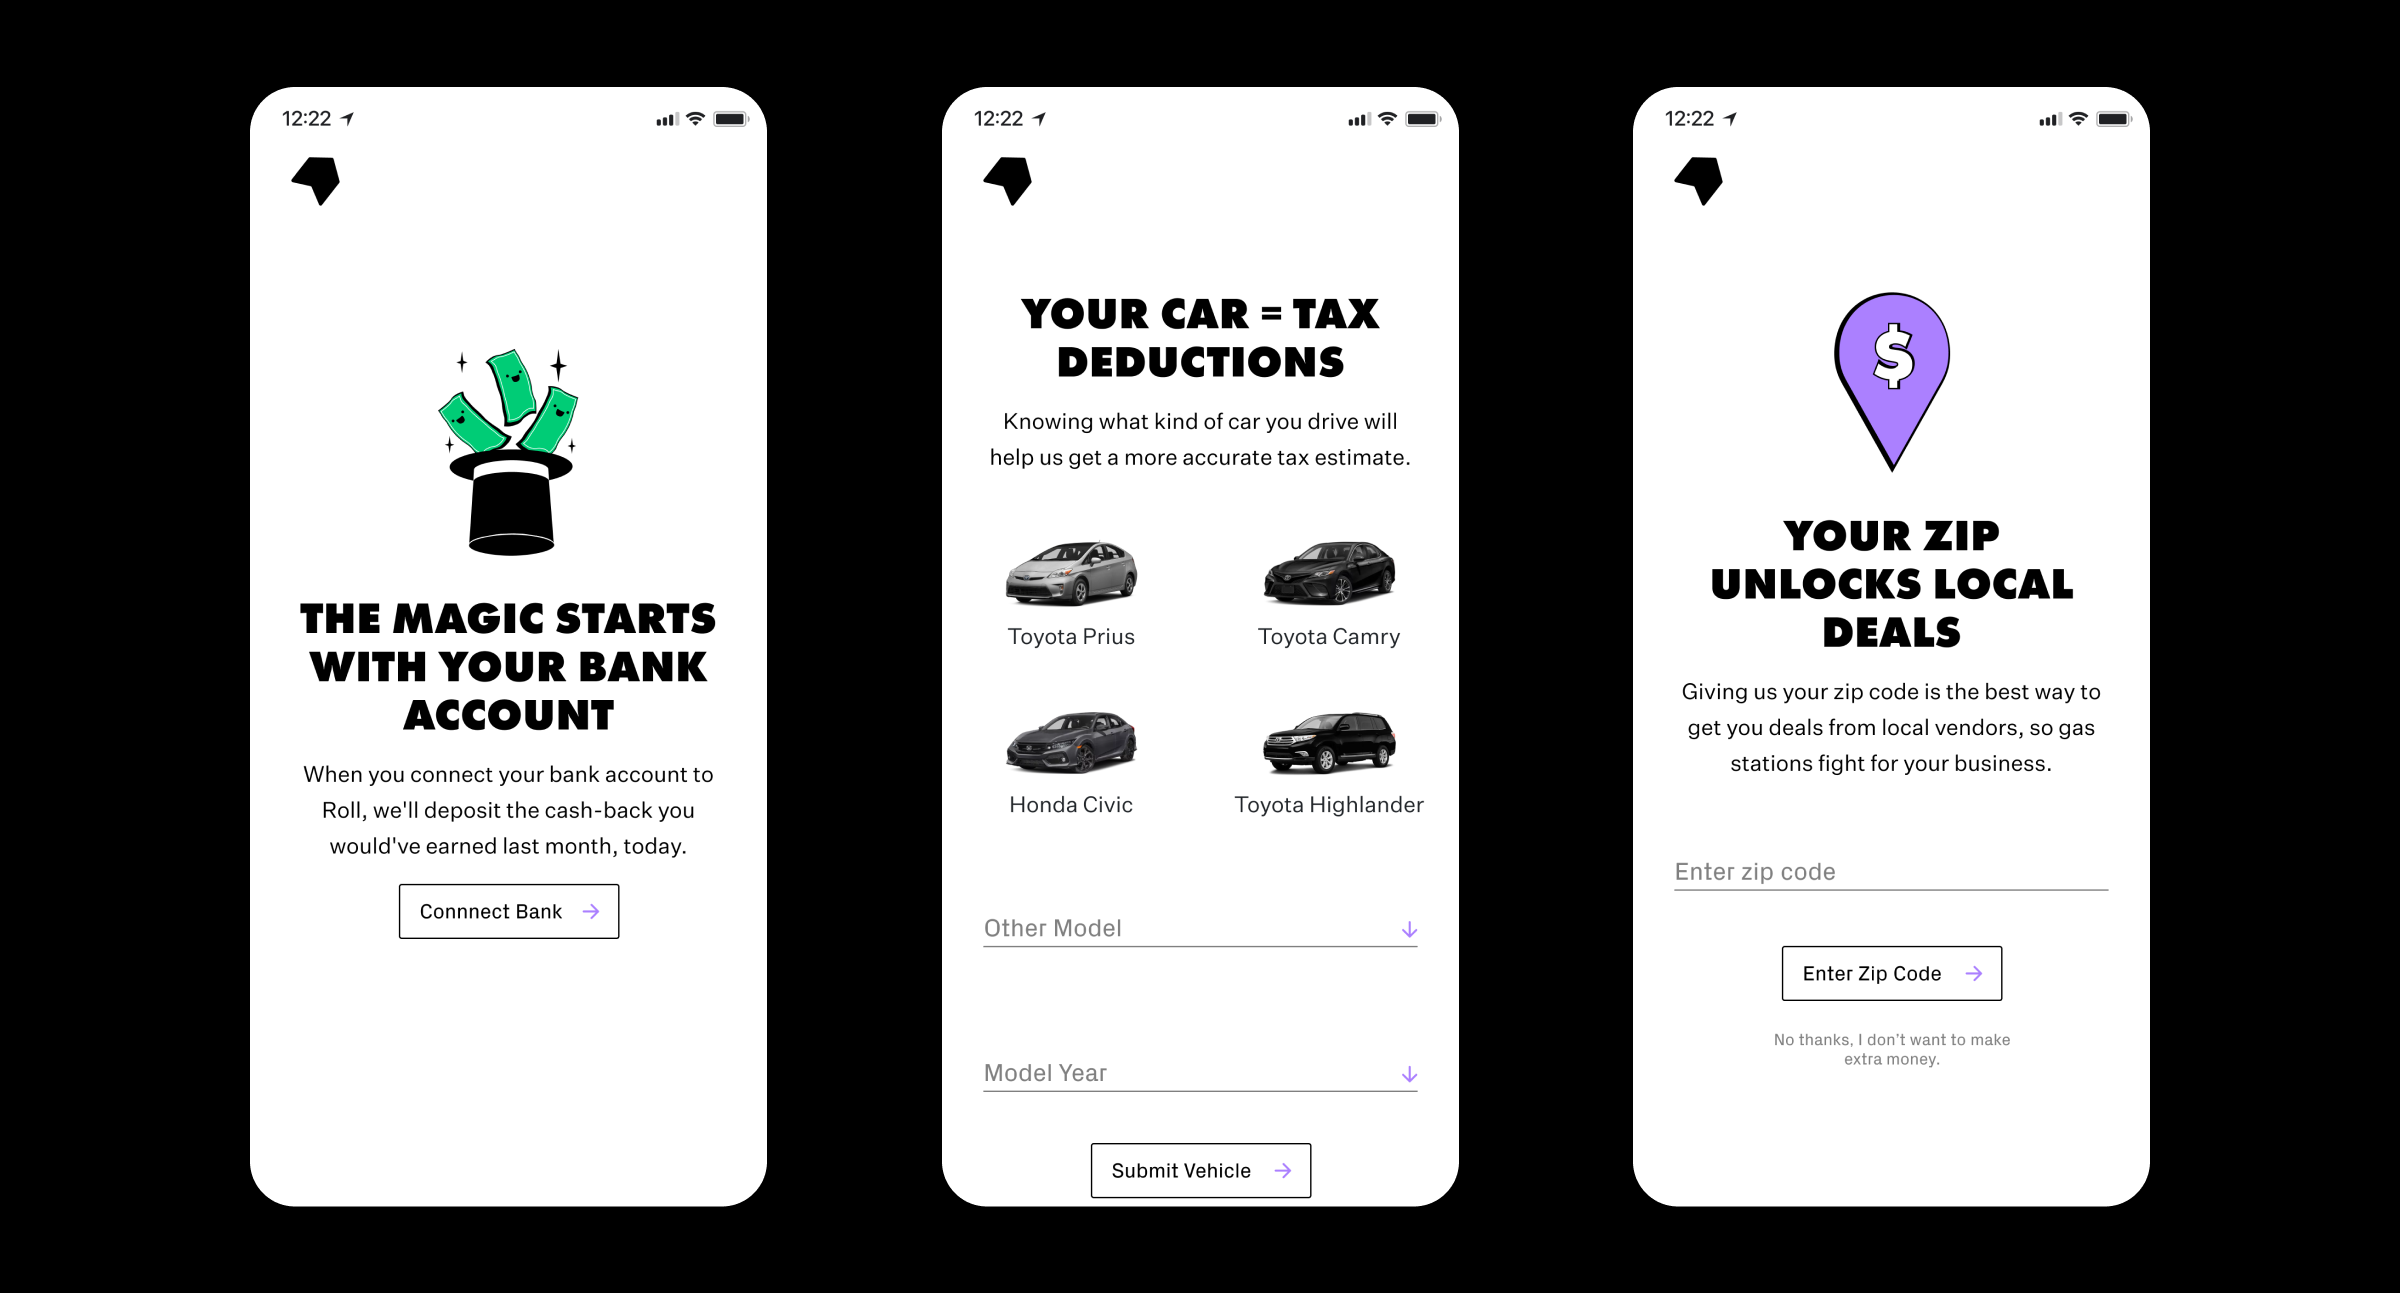 12:22
THE MAGIC STARTS
WITH YOUR BANK
ACCOUNT
When you connect your bank account to
Roll, we'll deposit the cash-back you
would've earned last month, today.
Connnect Bank
12:22
YOUR CAR = TAX
DEDUCTIONS
Knowing what kind of car you drive will
help us get a more accurate tax estimate.
Toyota Prius
Toyota Camry
Honda Civic
Toyota Highlander
Other Model
Model Year
Submit Vehicle
12:22
$
YOUR ZIP
UNLOCKS LOCAL
DEALS
Giving us your zip code is the best way to
get you deals from local vendors, so gas
stations fight for your business.
Enter zip code
Enter Zip Code
No thanks, I don't want to make
extra money.